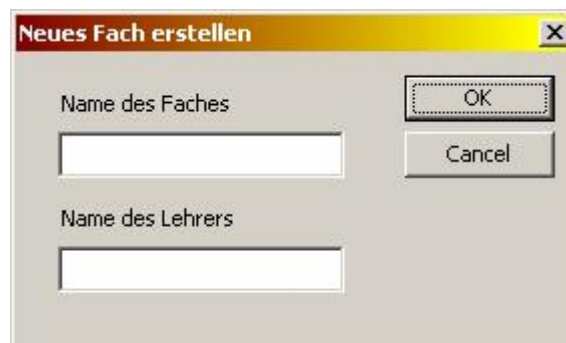 Neues Fach erstellen
Name des Faches
OK
Cancel
Name des Lehrers